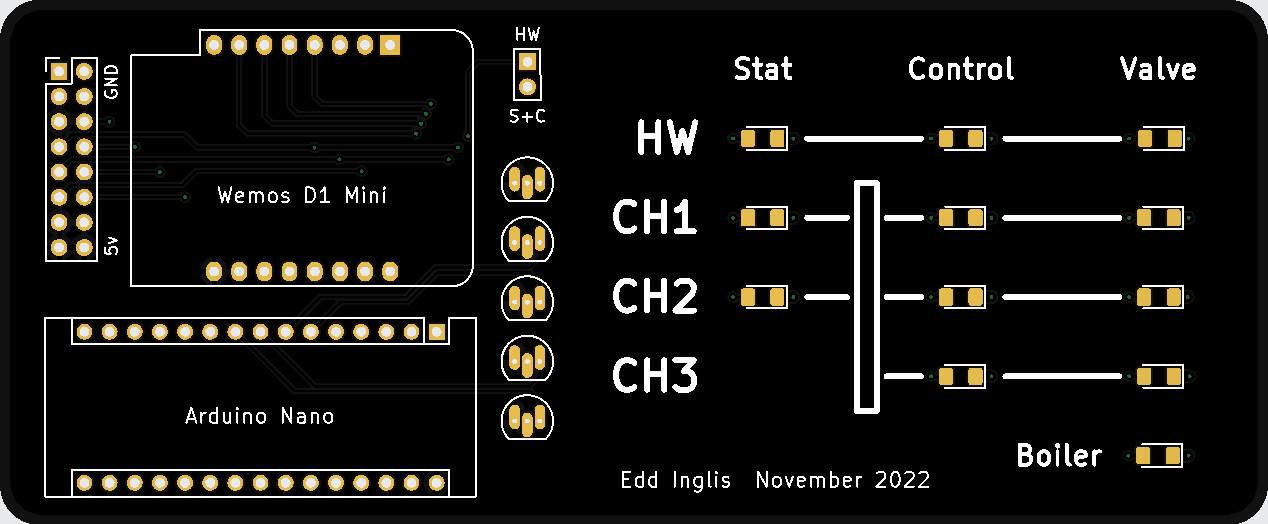 HW
GND
S+C
Wemos D1 Mini
5v
Arduino Nano
Stat Control Valve
HW
CH1
CH2
CH3
Boiler
Edd Inglis November 2022